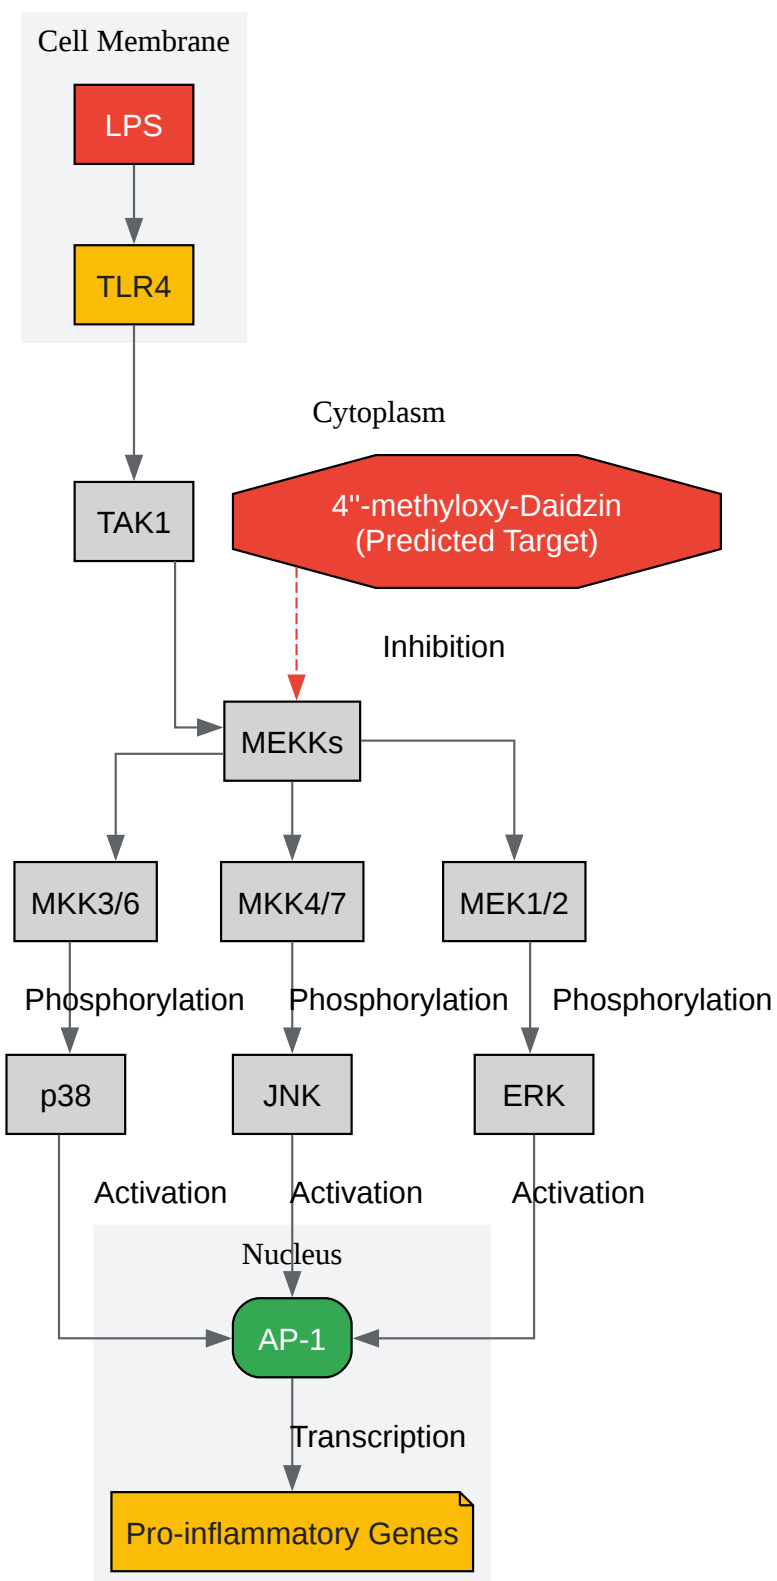 Cell Membrane
LPS
TLR4
Cytoplasm
4''-methyloxy-Daidzin
(Predicted Target)
TAK1
Inhibition
MEKKs
MKK3/6
MKK4/7
MEK1/2
Phosphorylation
Phosphorylation
Phosphorylation
p38
JNK
ERK
Activation
Activation
Activation
Nucleus
AP-1
Transcription
Pro-inflammatory Genes